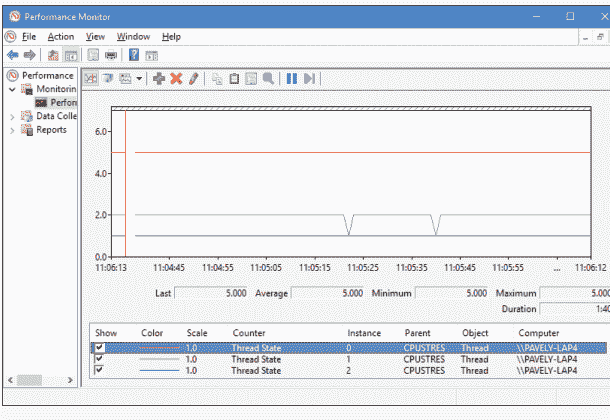 Performance Monitor
File Action View Window Help
Performance
Monitorin
Perfon
Data Colle
Reports
6.0
4.0
2.0
0.0
11:06:13 11:04:45 11:04:55 11:05:05 11:05:15 11:05:25 11:05:35 11:05:45 11:05:55 ... 11:06:12
Last 5.000 Average 5.000 Minimum 5.000 Maximum 5.000
Duration 1:40
Show Color Scale Counter Instance Parent Object Computer
1.0 Thread State 0 CPUSTRES Thread \\PAVELY-LAP4
1.0 Thread State 1 CPUSTRES Thread \\PAVELY-LAP4
1.0 Thread State 2 CPUSTRES Thread \\PAVELY-LAP4